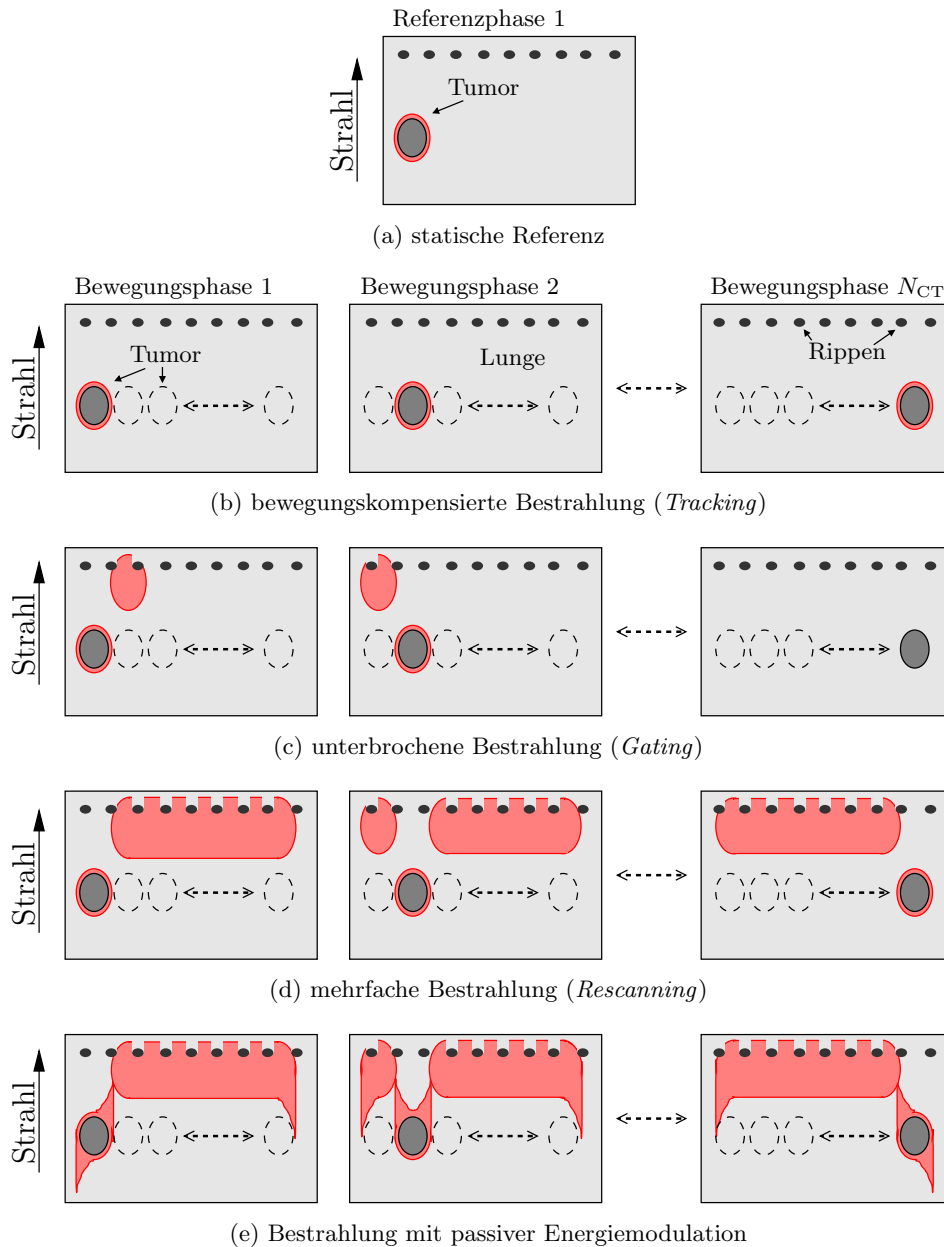 Referenzphase 1
Tumor
Strahl
(a) statische Referenz
Bewegungsphase 1
Bewegungsphase 2
Bewegungsphase N_CT
Tumor
Lunge
Rippen
Strahl
(b) bewegungskompensierte Bestrahlung (Tracking)
Strahl
(c) unterbrochene Bestrahlung (Gating)
Strahl
(d) mehrfache Bestrahlung (Rescanning)
Strahl
(e) Bestrahlung mit passiver Energiemodulation